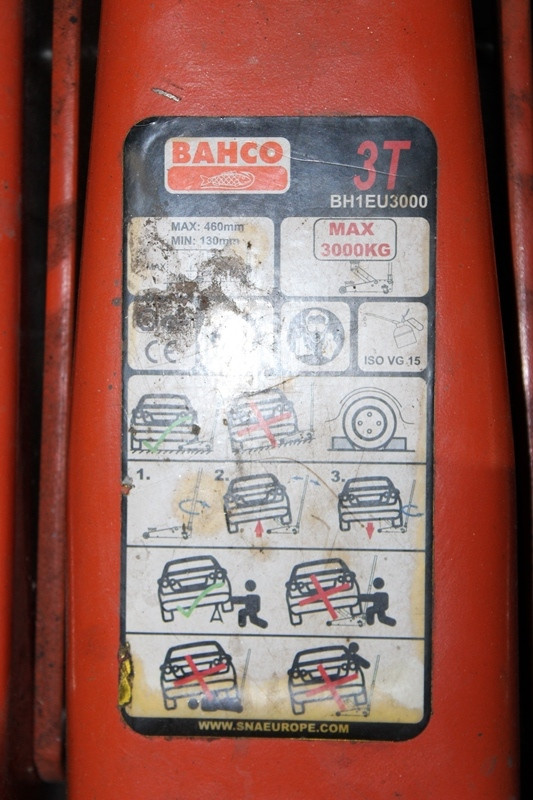 BAHCO
3T
BH1EU3000
MAX: 460mm
MIN: 130mm
MAX
3000KG
CE
ISO VG 15
1.
2.
3.
WWW.SNAEUROPE.COM